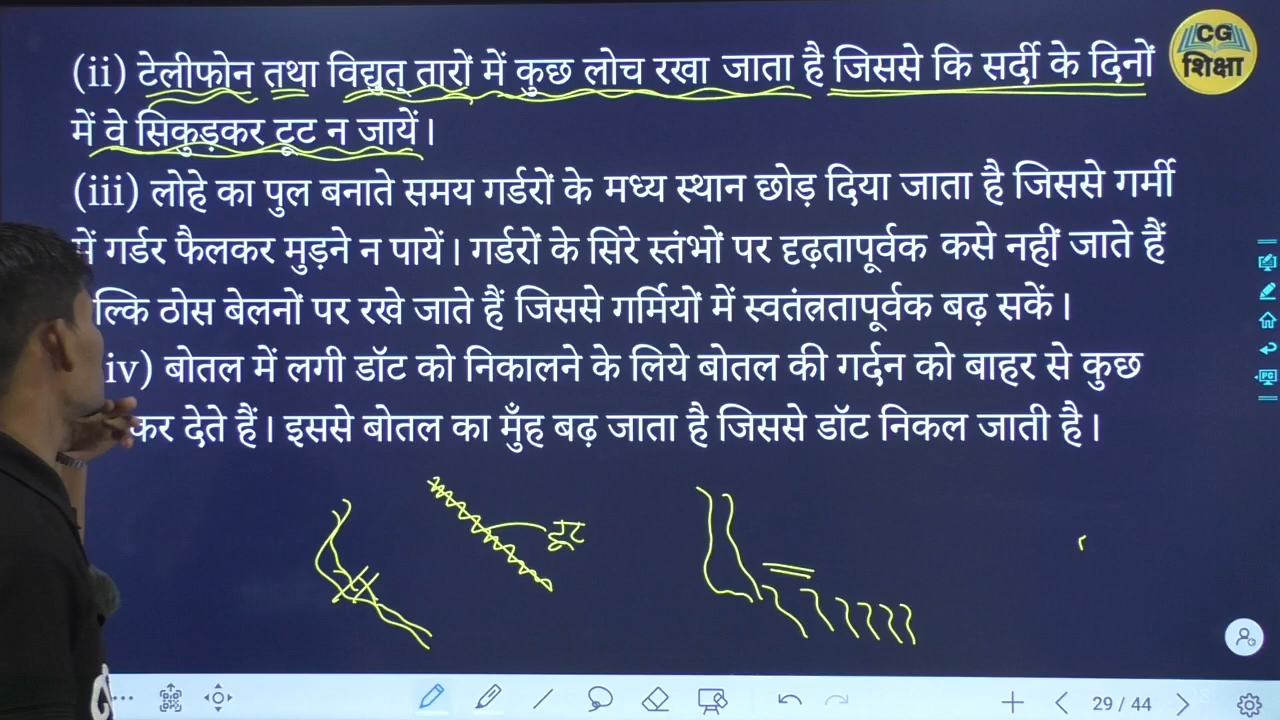 (ii) टेलीफोन तथा विद्युत् तारों में कुछ लोच रखा जाता है जिससे कि सर्दी के दिनों
में वे सिकुड़कर टूट न जायें।
(iii) लोहे का पुल बनाते समय गर्डरों के मध्य स्थान छोड़ दिया जाता है जिससे गर्मी
में गर्डर फैलकर मुड़ने न पायें। गर्डरों के सिरे स्तंभों पर दृढ़तापूर्वक कसे नहीं जाते हैं
ल्कि ठोस बेलनों पर रखे जाते हैं जिससे गर्मियों में स्वतंत्रतापूर्वक बढ़ सकें।
iv) बोतल में लगी डॉट को निकालने के लिये बोतल की गर्दन को बाहर से कुछ
कर देते हैं। इससे बोतल का मुँह बढ़ जाता है जिससे डॉट निकल जाती है।
टूट
CG
शिक्षा
29 / 44